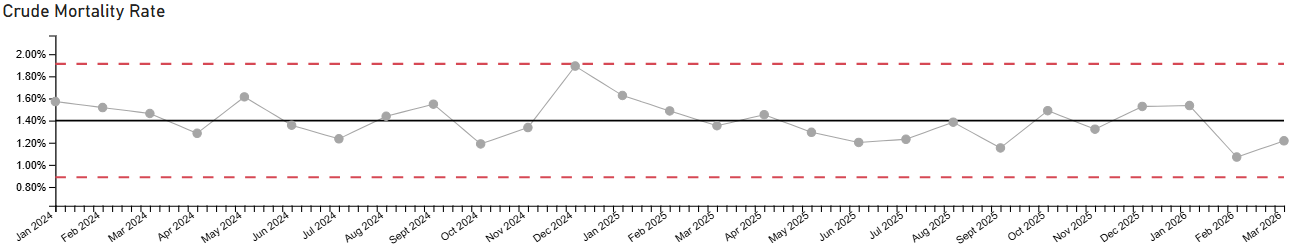 Crude Mortality Rate
2.00%
1.80%
1.60%
1.40%
1.20%
1.00%
0.80%
Jan 2024
Feb 2024
Mar 2024
Apr 2024
May 2024
Jun 2024
Jul 2024
Aug 2024
Sept 2024
Oct 2024
Nov 2024
Dec 2024
Jan 2025
Feb 2025
Mar 2025
Apr 2025
May 2025
Jun 2025
Jul 2025
Aug 2025
Sept 2025
Oct 2025
Nov 2025
Dec 2025
Jan 2026
Feb 2026
Mar 2026